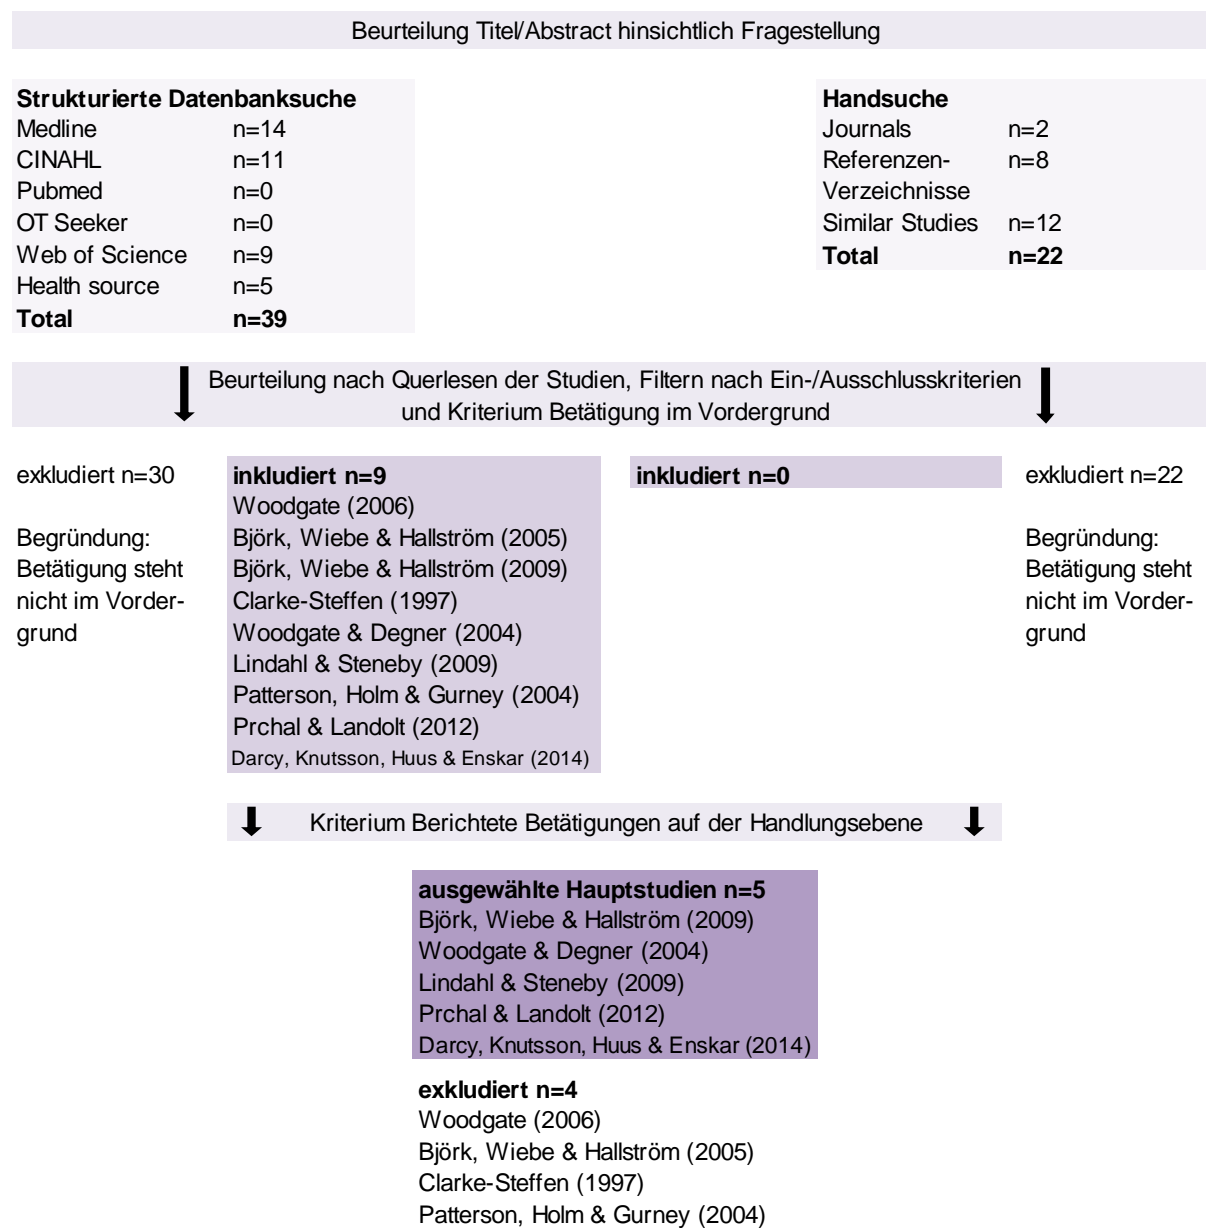 Beurteilung Titel/Abstract hinsichtlich Fragestellung
Strukturierte Datenbanksuche
Medline n=14
CINAHL n=11
Pubmed n=0
OT Seeker n=0
Web of Science n=9
Health source n=5
Total n=39
Handsuche
Journals n=2
Referenzen- n=8
Verzeichnisse
Similar Studies n=12
Total n=22
Beurteilung nach Querlesen der Studien, Filtern nach Ein-/Ausschlusskriterien
und Kriterium Betätigung im Vordergrund
exkludiert n=30
Begründung:
Betätigung steht
nicht im Vorder-
grund
inkludiert n=9
Woodgate (2006)
Björk, Wiebe & Hallström (2005)
Björk, Wiebe & Hallström (2009)
Clarke-Steffen (1997)
Woodgate & Degner (2004)
Lindahl & Steneby (2009)
Patterson, Holm & Gurney (2004)
Prchal & Landolt (2012)
Darcy, Knutsson, Huus & Enskar (2014)
inkludiert n=0
exkludiert n=22
Begründung:
Betätigung steht
nicht im Vorder-
grund
Kriterium Berichtete Betätigungen auf der Handlungsebene
ausgewählte Hauptstudien n=5
Björk, Wiebe & Hallström (2009)
Woodgate & Degner (2004)
Lindahl & Steneby (2009)
Prchal & Landolt (2012)
Darcy, Knutsson, Huus & Enskar (2014)
exkludiert n=4
Woodgate (2006)
Björk, Wiebe & Hallström (2005)
Clarke-Steffen (1997)
Patterson, Holm & Gurney (2004)